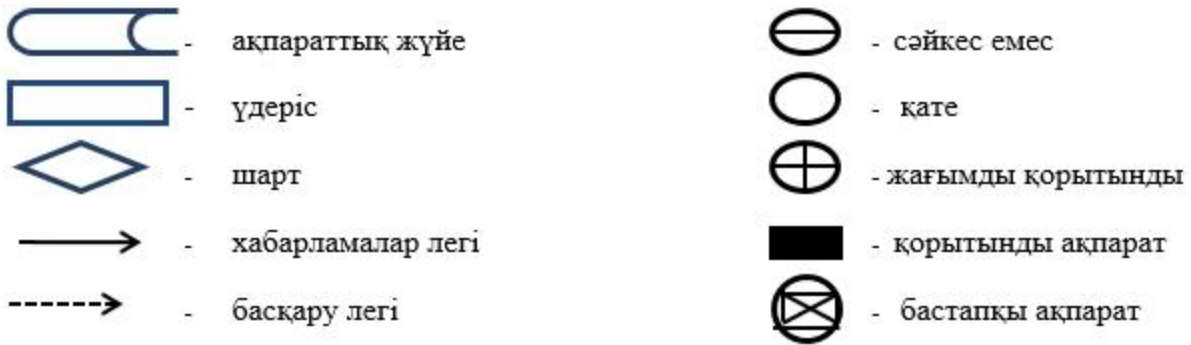 - ақпараттық жүйе
- үдеріс
- шарт
- хабарламалар легі
- басқару легі
- сәйкес емес
- қате
- жағымды қорытынды
- қорытынды ақпарат
- бастапқы ақпарат